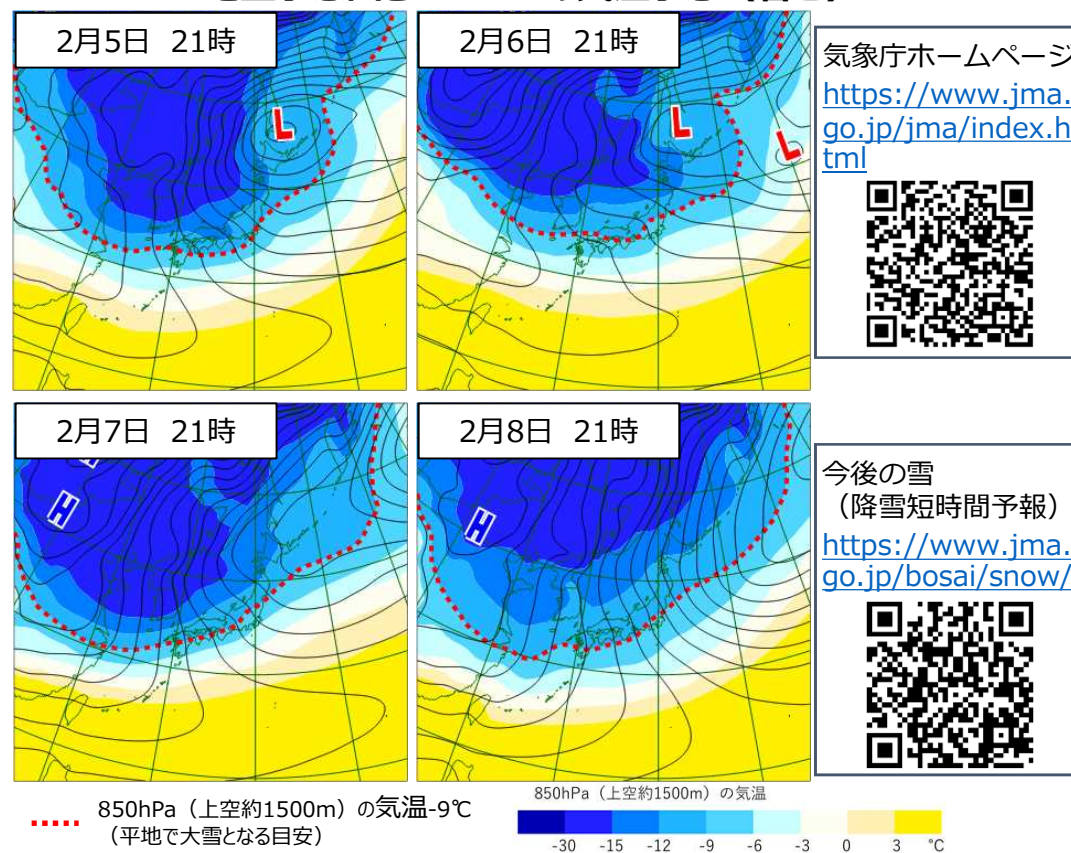 2月5日 21時
2月6日 21時
L
L
L
気象庁ホームページ
https://www.jma.
go.jp/jma/index.h
tml
2月7日 21時
2月8日 21時
H
H
今後の雪
（降雪短時間予報）
https://www.jma.
go.jp/bosai/snow/
850hPa（上空約1500m）の気温-9℃
（平地で大雪となる目安）
850hPa（上空約1500m）の気温
-30 -15 -12 -9 -6 -3 0 3 ℃